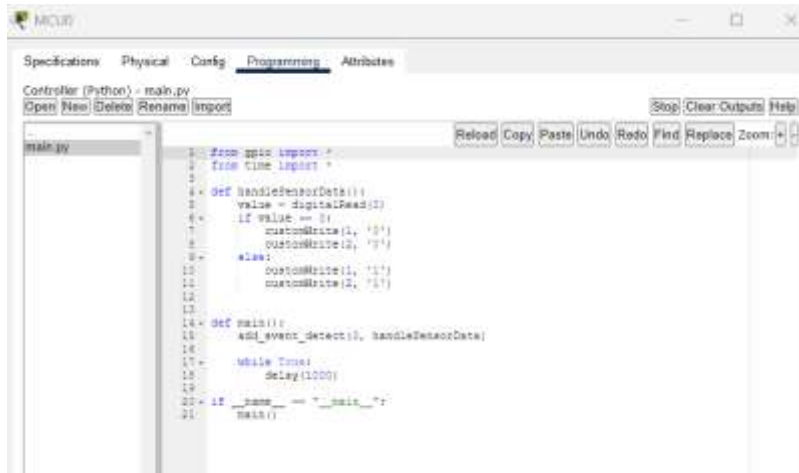 MCU0
Specifications Physical Config Programming Attributes
Controller (Python) - main.py
Open New Delete Rename Import Stop Clear Outputs Help
Reload Copy Paste Undo Redo Find Replace Zoom: + -
main.py
1 from gpio import *
2 from time import *
3
4 def handleSensorData():
5 value = digitalRead(0)
6 if value == 0:
7 customWrite(1, '0')
8 customWrite(2, '0')
9 else:
10 customWrite(1, '1')
11 customWrite(2, '1')
12
13
14 def main():
15 add_event_detect(0, handleSensorData)
16
17 while True:
18 delay(1000)
19
20 if __name__ == "__main__":
21 main()